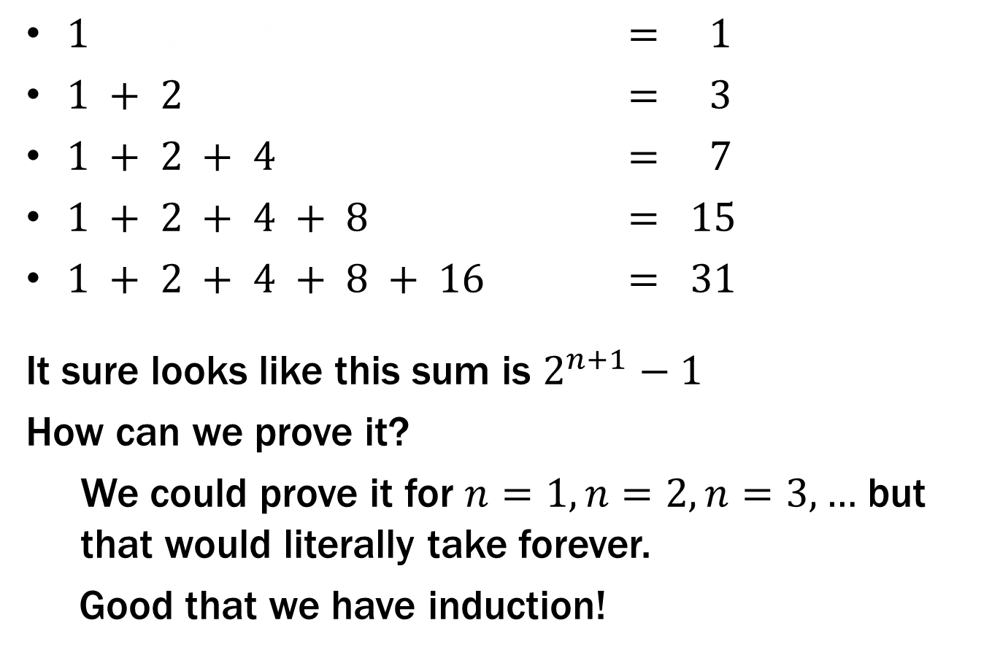 • 1 = 1
• 1 + 2 = 3
• 1 + 2 + 4 = 7
• 1 + 2 + 4 + 8 = 15
• 1 + 2 + 4 + 8 + 16 = 31
It sure looks like this sum is 2^{n+1} − 1
How can we prove it?
We could prove it for n = 1, n = 2, n = 3, … but
that would literally take forever.
Good that we have induction!